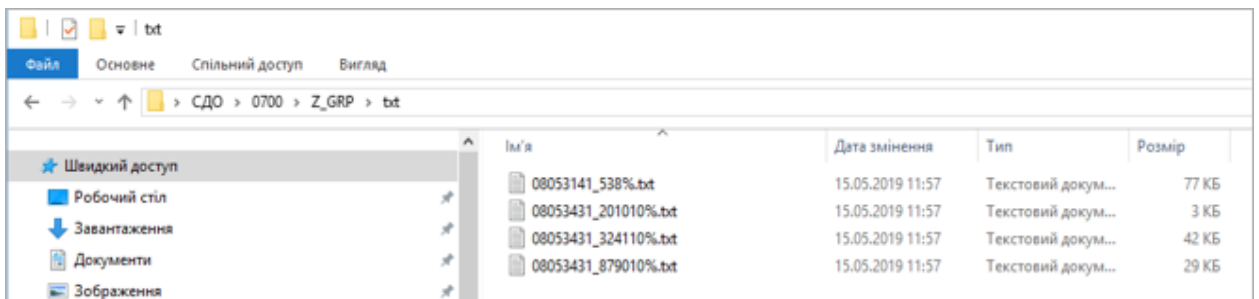 txt
Файл Основне Спільний доступ Вигляд
СДО > 0700 > Z_GRP > txt
Ім'я Дата змінення Тип Розмір
Швидкий доступ
08053141_538%.txt 15.05.2019 11:57 Текстовий докум... 77 КБ
Робочий стіл
08053431_201010%.txt 15.05.2019 11:57 Текстовий докум... 3 КБ
Завантаження
08053431_324110%.txt 15.05.2019 11:57 Текстовий докум... 42 КБ
Документи
08053431_879010%.txt 15.05.2019 11:57 Текстовий докум... 29 КБ
Зображення